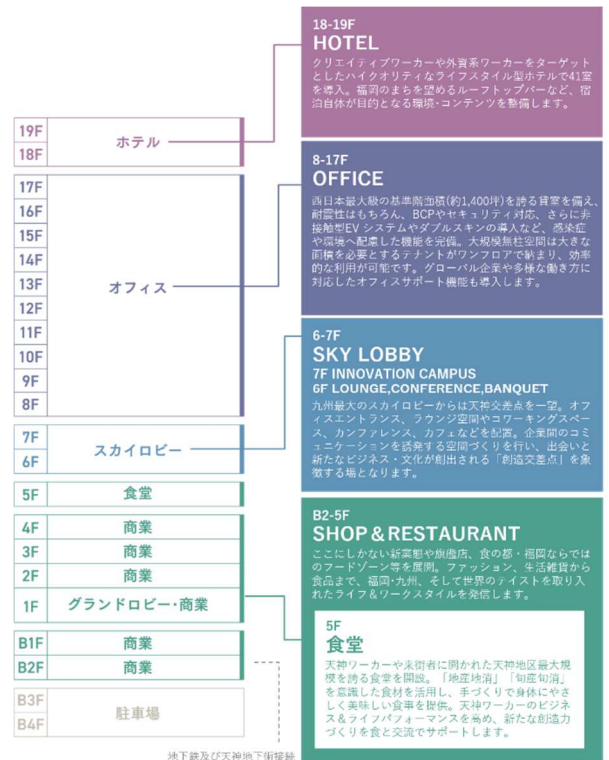 18-19F
HOTEL
クリエイティブワーカーや外資系ワーカーをターゲット
としたハイクオリティなライフスタイル型ホテルで41室
を導入。福岡のまちを望めるルーフトップバーなど、宿
泊自体が目的となる環境・コンテンツを整備します。
19F
18F
ホテル
8-17F
OFFICE
西日本最大級の基準階面積(約1,400坪)を誇る貸室を備え、
耐震性はもちろん、BCPやセキュリティ対応、さらに非
接触型EVシステムやダブルスキンの導入など、感染症
や環境へ配慮した機能を完備。大規模無柱空間は大きな
面積を必要とするテナントがワンフロアで納まり、効率
的な利用が可能です。グローバル企業や多様な働き方に
対応したオフィスサポート機能も導入します。
17F
16F
15F
14F
13F
12F
11F
10F
9F
8F
オフィス
6-7F
SKY LOBBY
7F INNOVATION CAMPUS
6F LOUNGE,CONFERENCE,BANQUET
九州最大のスカイロビーからは天神交差点を一望。オフ
ィスエントランス、ラウンジ空間やコワーキングスペー
ス、カンファレンス、カフェなどを配置。企業間のコミ
ュニケーションを誘発する空間づくりを行い、出会いと
新たなビジネス・文化が創出される「創造交差点」を象
徴する場となります。
7F
6F
スカイロビー
5F
食堂
4F
商業
3F
商業
2F
商業
1F
グランドロビー・商業
B1F
商業
B2F
商業
B3F
B4F
駐車場
地下鉄及び天神地下街接続
B2-5F
SHOP＆RESTAURANT
ここにしかない新業態や旗艦店、食の都・福岡ならでは
のフードゾーン等を展開。ファッション、生活雑貨から
食品まで、福岡・九州、そして世界のテイストを取り入
れたライフ＆ワークスタイルを発信します。
5F
食堂
天神ワーカーや来街者に開かれた天神地区最大規
模を誇る食堂を開設。「地産地消」「旬産旬消」
を意識した食材を活用し、手づくりで身体にやさ
しく美味しい食事を提供。天神ワーカーのビジネ
ス＆ライフパフォーマンスを高め、新たな創造力
づくりを食と交流でサポートします。